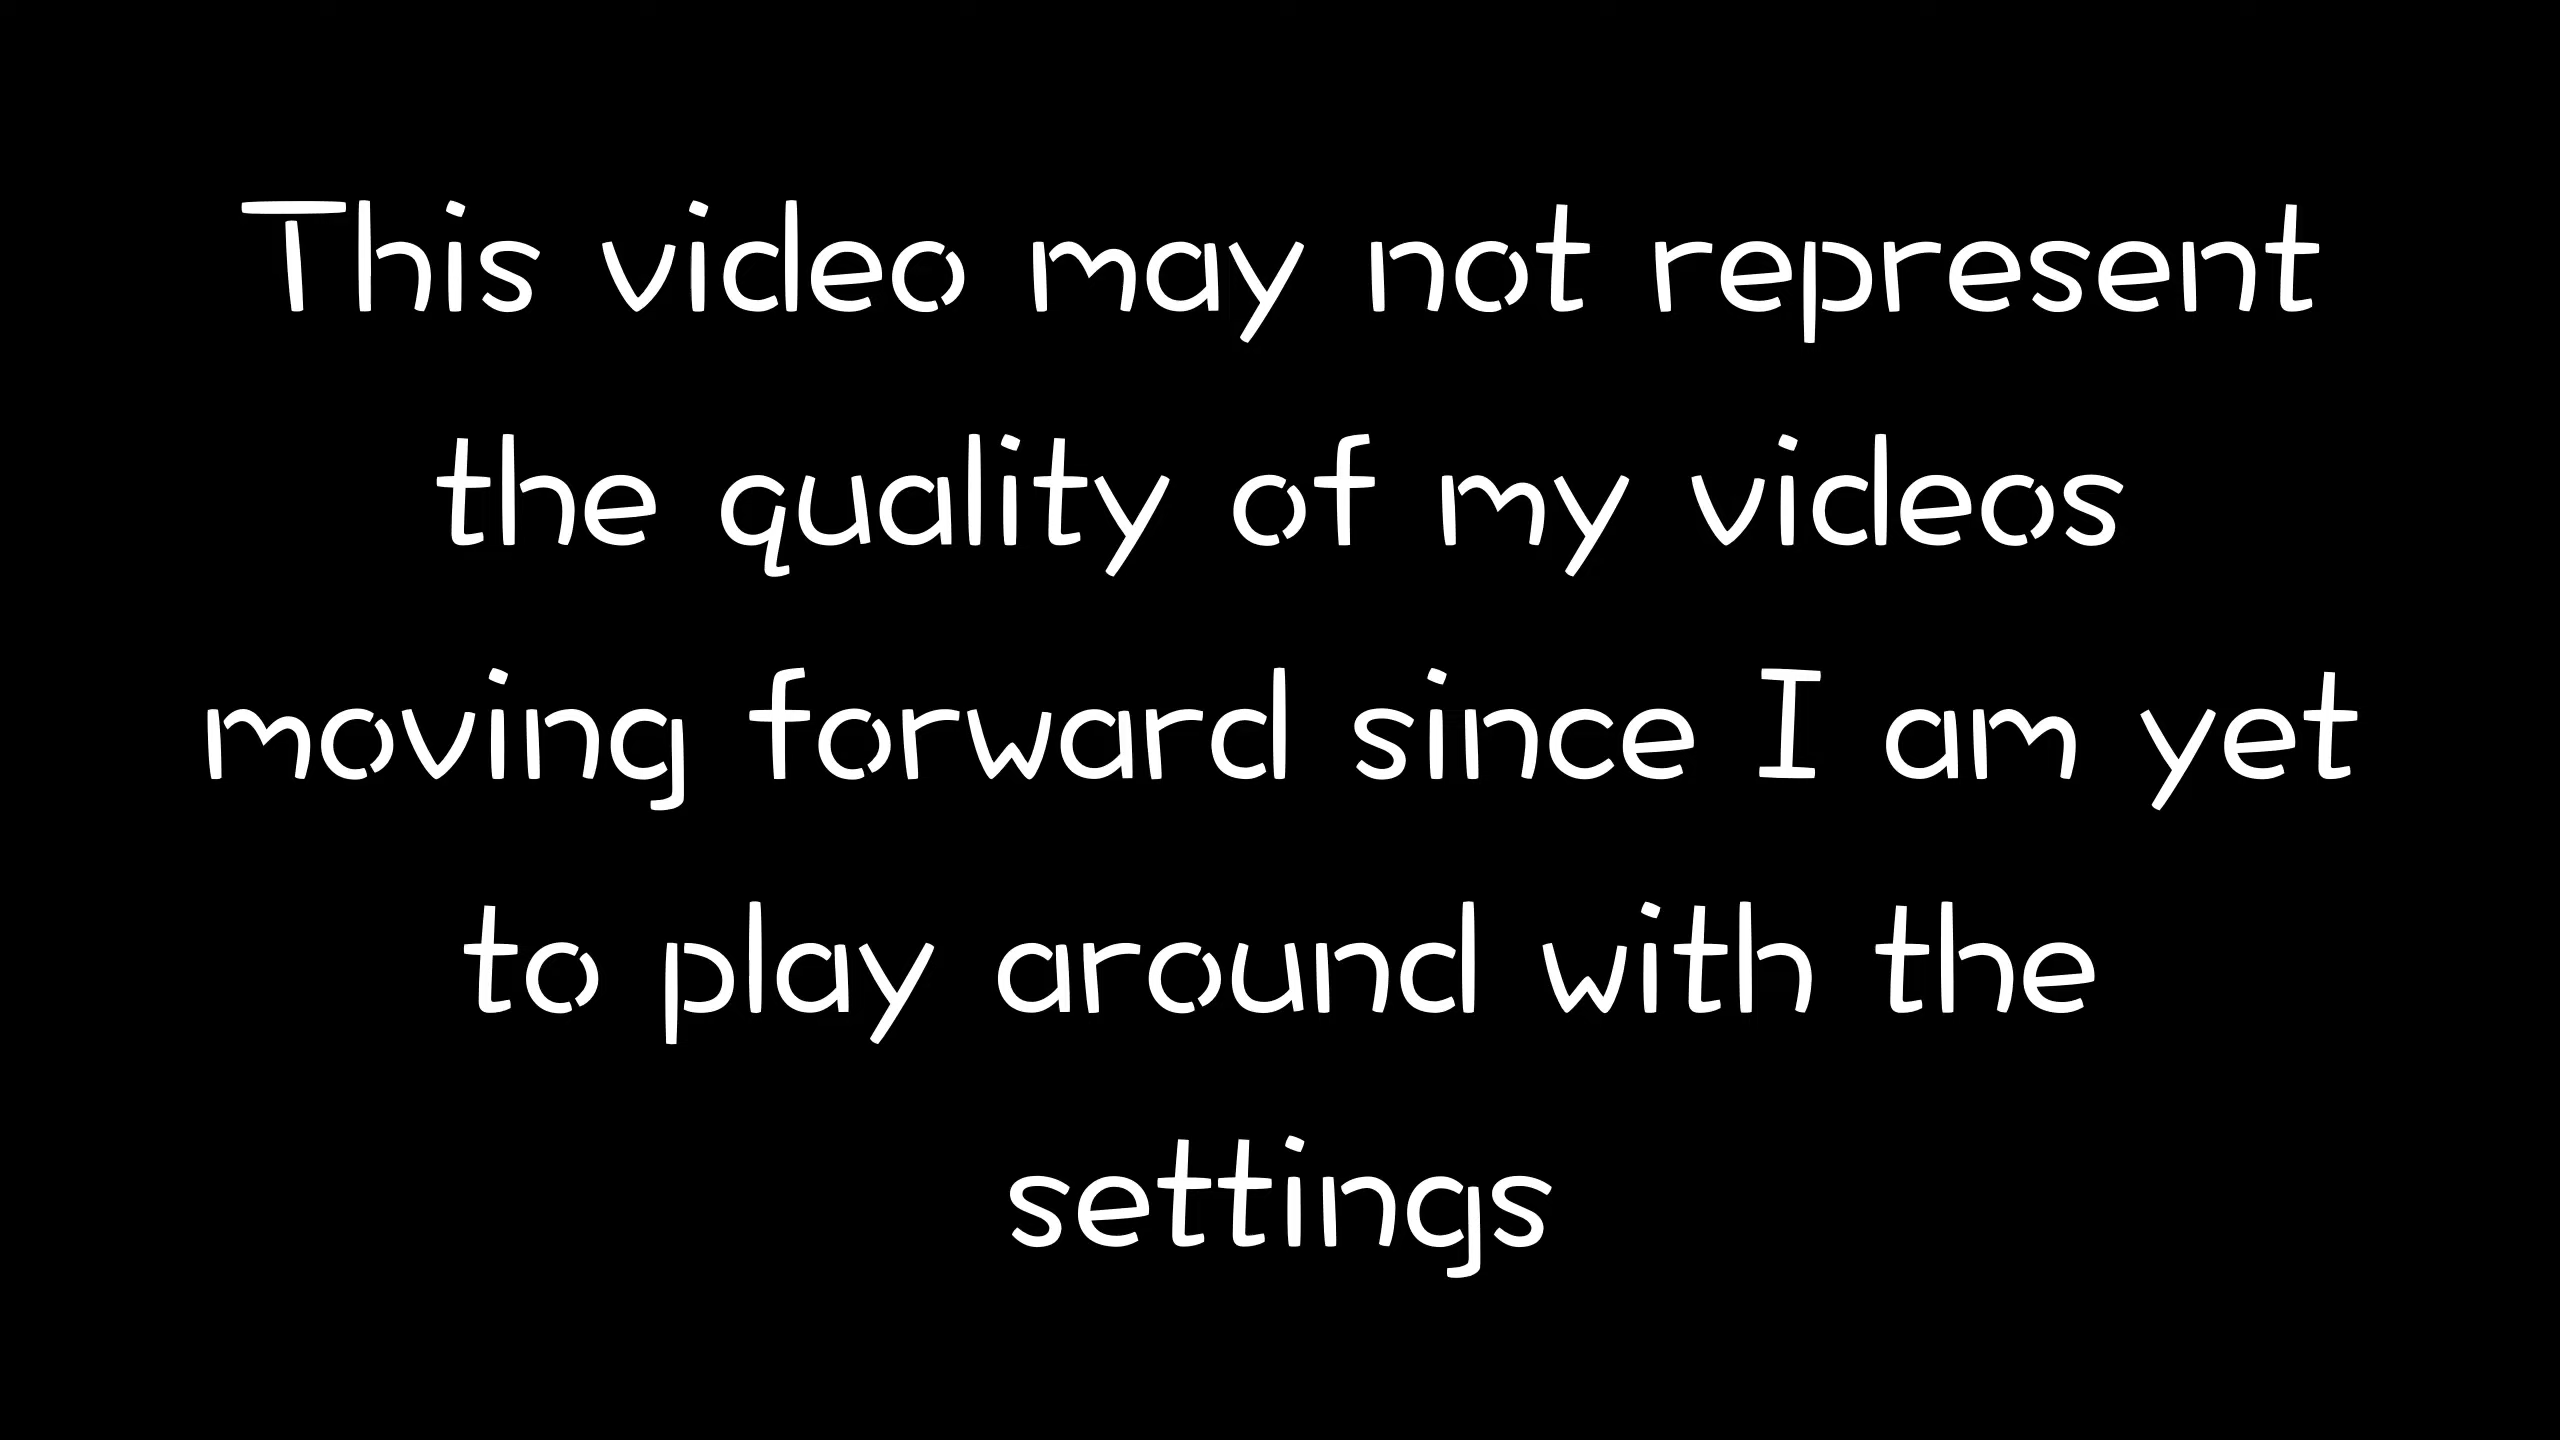 This video may not represent
the quality of my videos
moving forward since I am yet
to play around with the
settings